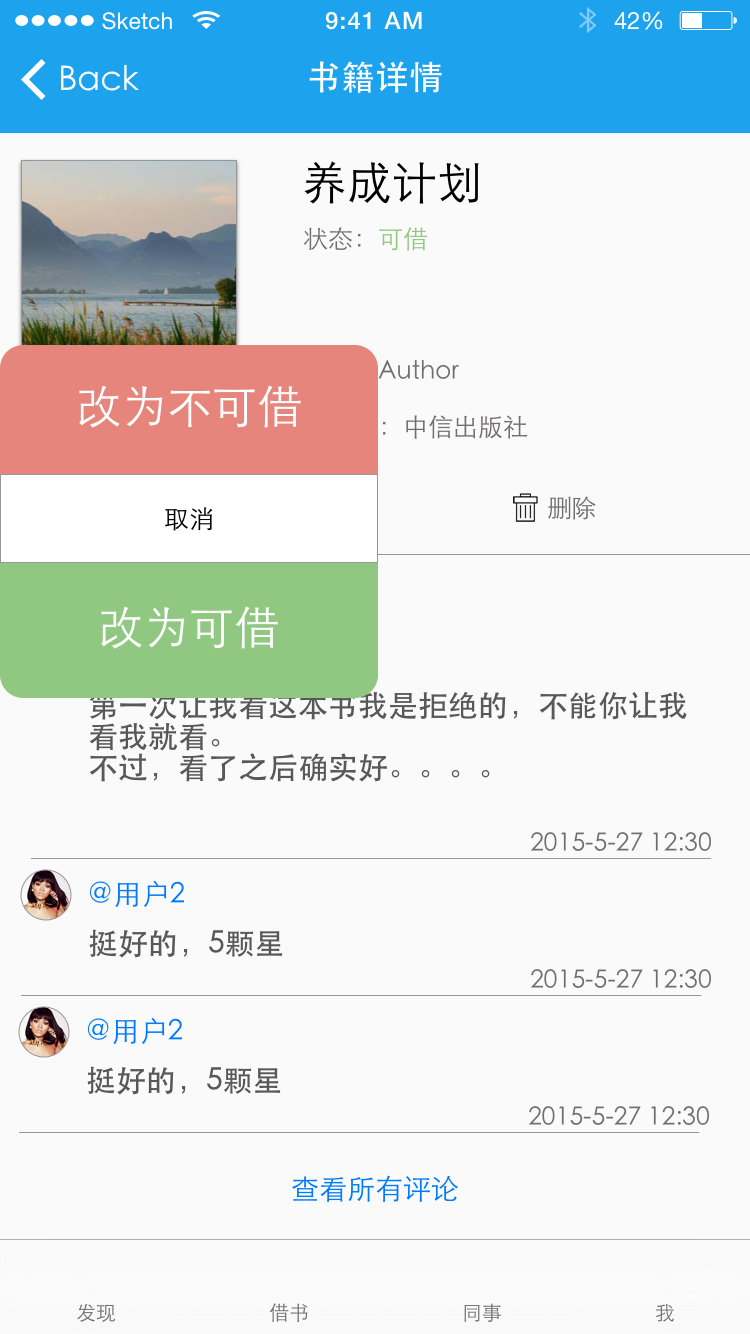 Sketch 9:41 AM 42%
Back 书籍详情
养成计划
状态：可借
Author
：中信出版社
改为不可借
取消
删除
改为可借
第一次让我看这本书我是拒绝的，不能你让我
看我就看。
不过，看了之后确实好。。。。
2015-5-27 12:30
@用户2
挺好的，5颗星
2015-5-27 12:30
@用户2
挺好的，5颗星
2015-5-27 12:30
查看所有评论
发现 借书 同事 我